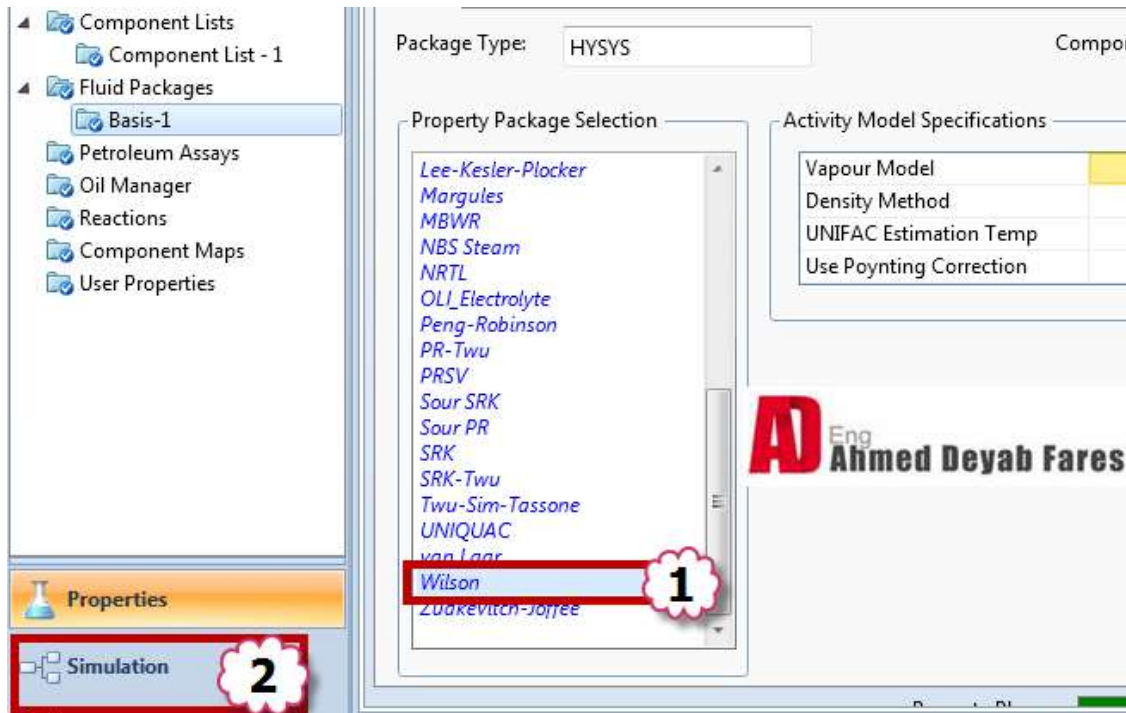 Component Lists
Component List - 1
Fluid Packages
Basis-1
Petroleum Assays
Oil Manager
Reactions
Component Maps
User Properties
Properties
Simulation
2
Package Type: HYSYS
Property Package Selection
Lee-Kesler-Plocker
Margules
MBWR
NBS Steam
NRTL
OLI_Electrolyte
Peng-Robinson
PR-Twu
PRSV
Sour SRK
Sour PR
SRK
SRK-Twu
Twu-Sim-Tassone
UNIQUAC
van Laar
Wilson
1
Zudkevitch-Joffee
Compo
Activity Model Specifications
Vapour Model
Density Method
UNIFAC Estimation Temp
Use Poynting Correction
AD
Eng
Ahmed Deyab Fares